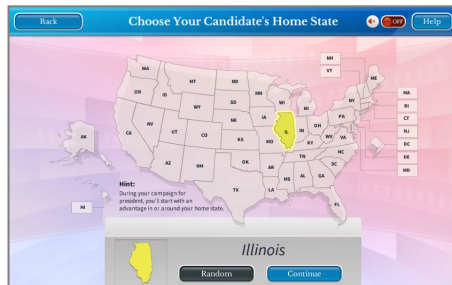 Back
Choose Your Candidate's Home State
OFF
Help
NH
VT
WA
MT
ND
MN
ME
OR
ID
SD
WI
MI
NY
MA
WY
RI
IA
PA
CT
NV
NE
IL
IN
OH
NJ
CA
UT
CO
KS
MO
KY
WV
VA
DC
DE
MD
AK
AZ
NM
OK
AR
TN
NC
SC
MS
AL
GA
TX
LA
FL
HI
Hint:
During your campaign for
president, you'll start with an
advantage in or around your home state.
Illinois
Random
Continue